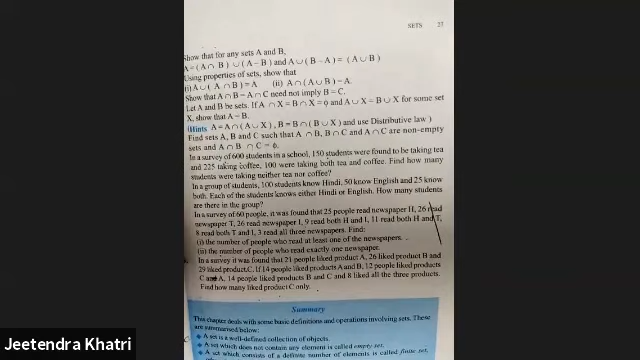 SETS 27
Show that for any sets A and B,
A = ( A ∩ B ) ∪ ( A – B ) and A ∪ ( B – A ) = ( A ∪ B )
Using properties of sets, show that
(i) A ∪ ( A ∩ B ) = A (ii) A ∩ ( A ∪ B ) = A.
Show that A ∩ B = A ∩ C need not imply B = C.
Let A and B be sets. If A ∩ X = B ∩ X = ϕ and A ∪ X = B ∪ X for some set
X, show that A = B.
(Hints A = A ∩ ( A ∪ X ) , B = B ∩ ( B ∪ X ) and use Distributive law )
Find sets A, B and C such that A ∩ B, B ∩ C and A ∩ C are non-empty
sets and A ∩ B ∩ C = ϕ.
In a survey of 600 students in a school, 150 students were found to be taking tea
and 225 taking coffee, 100 were taking both tea and coffee. Find how many
students were taking neither tea nor coffee?
In a group of students, 100 students know Hindi, 50 know English and 25 know
both. Each of the students knows either Hindi or English. How many students
are there in the group?
In a survey of 60 people, it was found that 25 people read newspaper H, 26 read
newspaper T, 26 read newspaper I, 9 read both H and I, 11 read both H and T,
8 read both T and I, 3 read all three newspapers. Find:
(i) the number of people who read at least one of the newspapers.
(ii) the number of people who read exactly one newspaper.
In a survey it was found that 21 people liked product A, 26 liked product B and
29 liked product C. If 14 people liked products A and B, 12 people liked products
C and A, 14 people liked products B and C and 8 liked all the three products.
Find how many liked product C only.
Summary
This chapter deals with some basic definitions and operations involving sets. These
are summarised below:
A set is a well-defined collection of objects.
A set which does not contain any element is called empty set.
A set which consists of a definite number of elements is called finite set,
Jeetendra Khatri